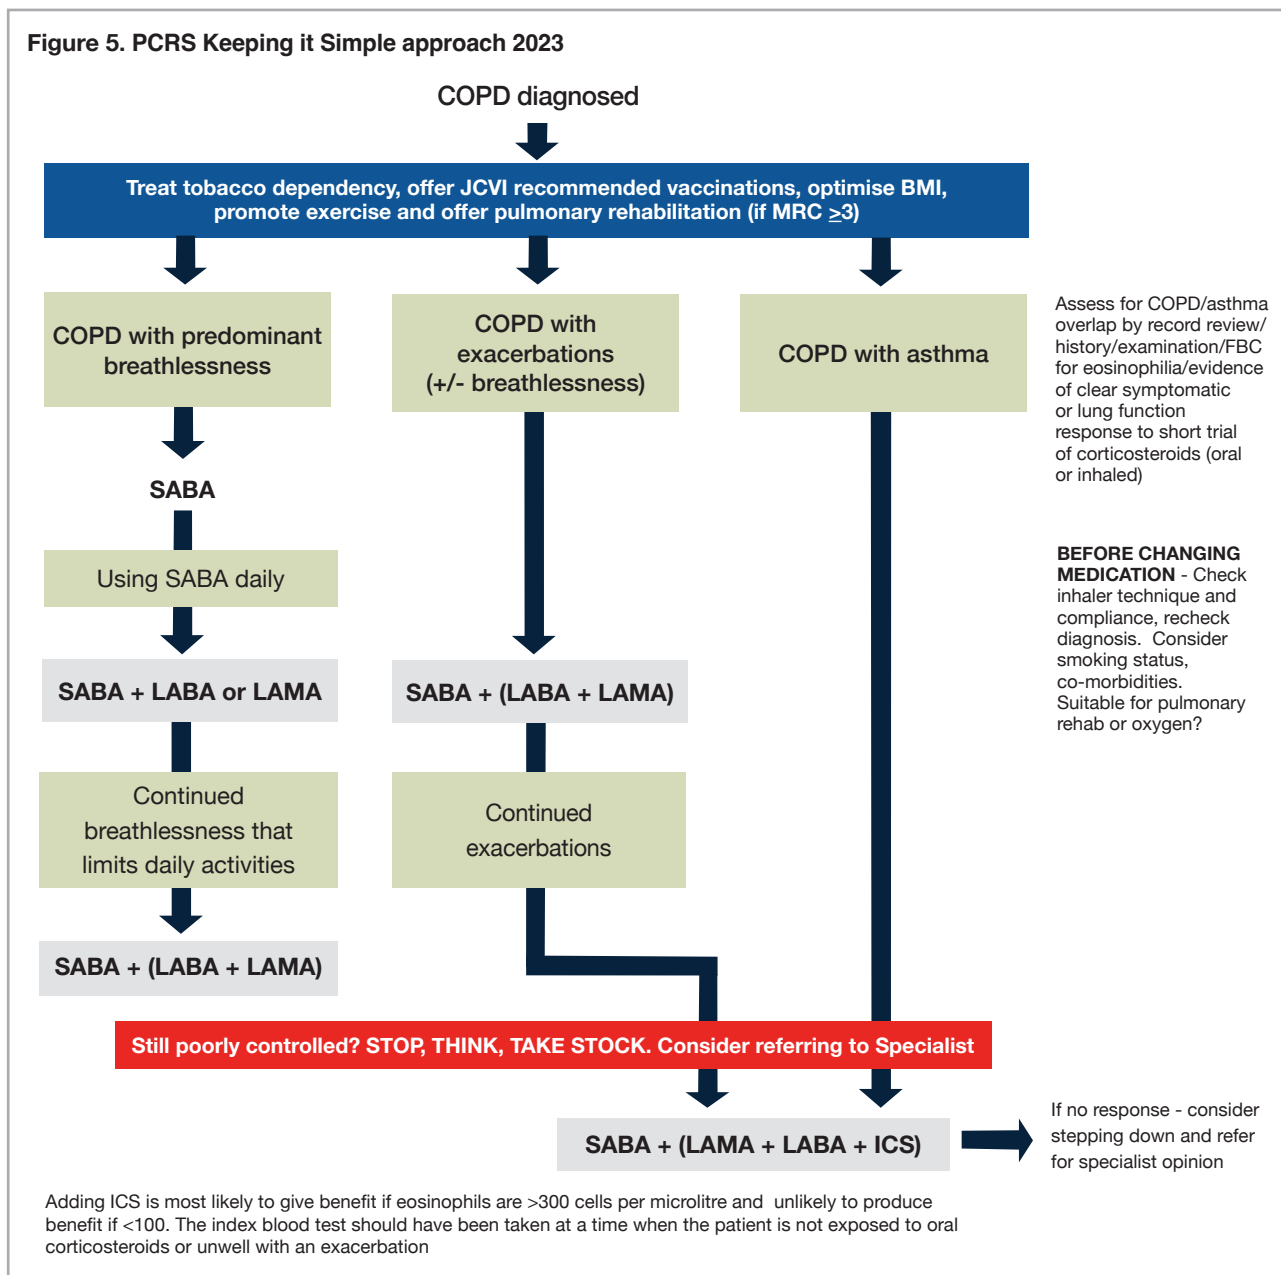 Figure 5. PCRS Keeping it Simple approach 2023
COPD diagnosed
Treat tobacco dependency, offer JCVI recommended vaccinations, optimise BMI,
promote exercise and offer pulmonary rehabilitation (if MRC ≥3)
COPD with predominant
breathlessness
SABA
Using SABA daily
SABA + LABA or LAMA
Continued
breathlessness that
limits daily activities
SABA + (LABA + LAMA)
COPD with
exacerbations
(+/- breathlessness)
SABA + (LABA + LAMA)
Continued
exacerbations
COPD with asthma
Assess for COPD/asthma
overlap by record review/
history/examination/FBC
for eosinophilia/evidence
of clear symptomatic
or lung function
response to short trial
of corticosteroids (oral
or inhaled)
BEFORE CHANGING
MEDICATION - Check
inhaler technique and
compliance, recheck
diagnosis. Consider
smoking status,
co-morbidities.
Suitable for pulmonary
rehab or oxygen?
Still poorly controlled? STOP, THINK, TAKE STOCK. Consider referring to Specialist
SABA + (LAMA + LABA + ICS)
If no response - consider
stepping down and refer
for specialist opinion
Adding ICS is most likely to give benefit if eosinophils are >300 cells per microlitre and unlikely to produce
benefit if <100. The index blood test should have been taken at a time when the patient is not exposed to oral
corticosteroids or unwell with an exacerbation